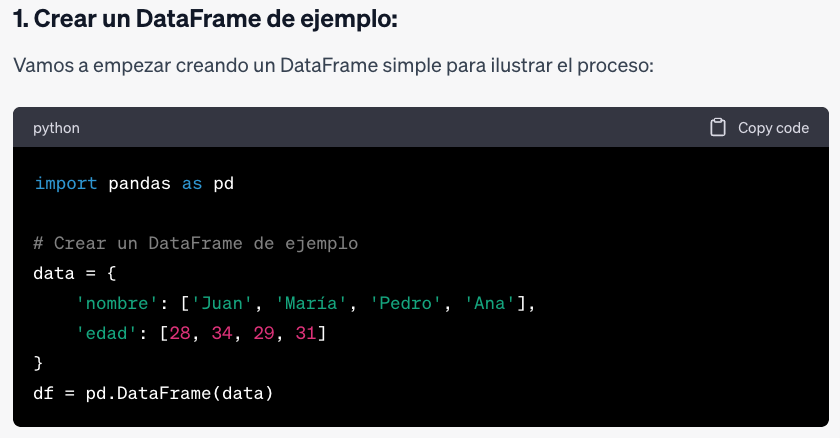 1. Crear un DataFrame de ejemplo:
Vamos a empezar creando un DataFrame simple para ilustrar el proceso:
python
Copy code
import pandas as pd
# Crear un DataFrame de ejemplo
data = {
    'nombre': ['Juan', 'María', 'Pedro', 'Ana'],
    'edad': [28, 34, 29, 31]
}
df = pd.DataFrame(data)